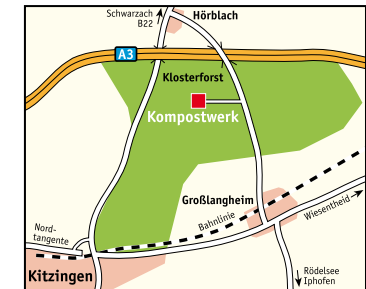 Schwarzach
B22
Hörblach
A3
Klosterforst
Kompostwerk
Großlangheim
Bahnlinie
Wiesentheid
Nord-
tangente
Kitzingen
Rödelsee
Iphofen